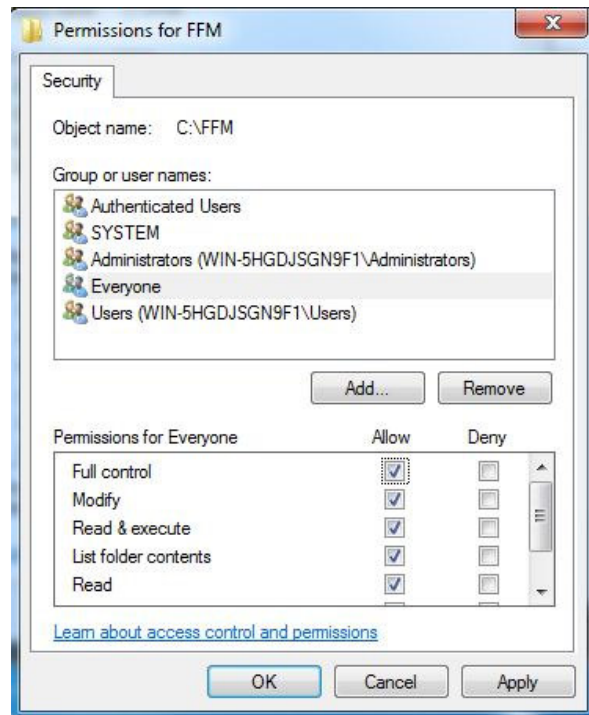 Permissions for FFM
Security
Object name: C:\FFM
Group or user names:
Authenticated Users
SYSTEM
Administrators (WIN-5HGDJSGN9F1\Administrators)
Everyone
Users (WIN-5HGDJSGN9F1\Users)
Add... Remove
Permissions for Everyone Allow Deny
Full control
Modify
Read & execute
List folder contents
Read
Learn about access control and permissions
OK Cancel Apply